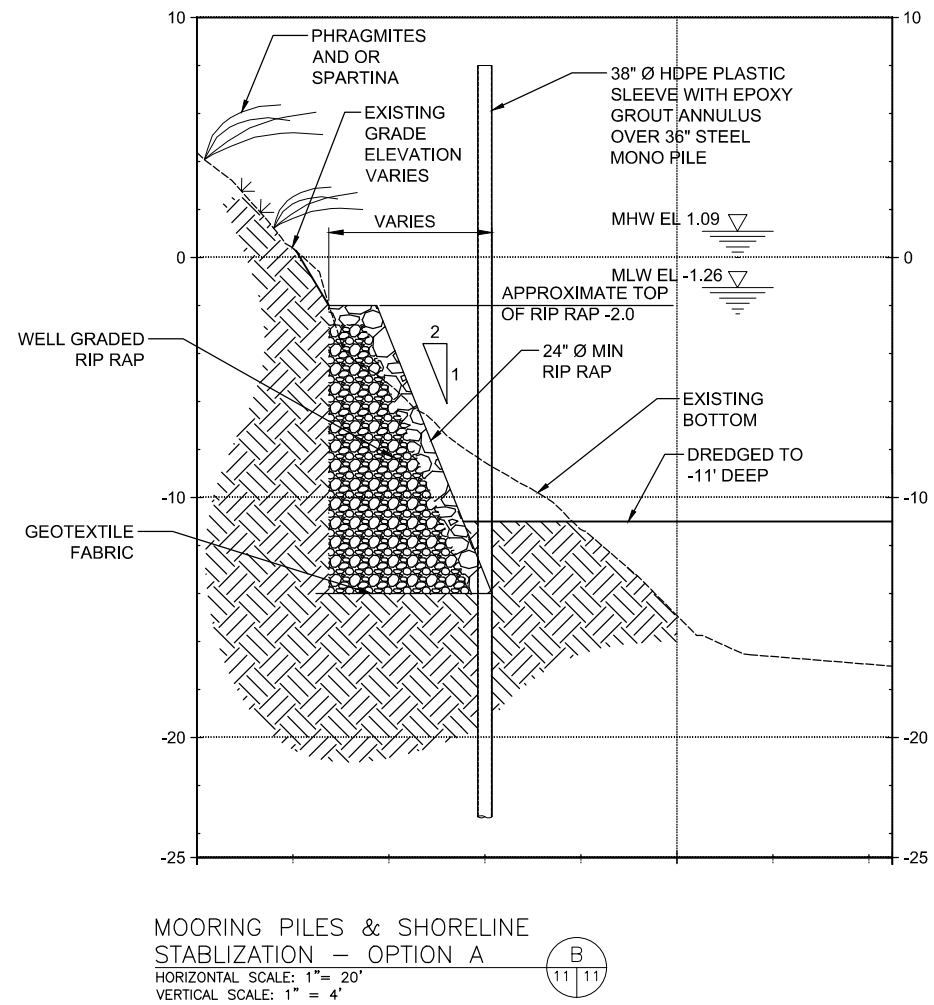 10
10
PHRAGMITES
AND OR
SPARTINA
EXISTING
GRADE
ELEVATION
VARIES
38" Ø HDPE PLASTIC
SLEEVE WITH EPOXY
GROUT ANNULUS
OVER 36" STEEL
MONO PILE
VARIES
MHW EL 1.09
0
0
MLW EL -1.26
APPROXIMATE TOP
OF RIP RAP -2.0
WELL GRADED
RIP RAP
2
1
24" Ø MIN
RIP RAP
EXISTING
BOTTOM
DREDGED TO
-11' DEEP
-10
-10
GEOTEXTILE
FABRIC
-20
-20
-25
-25
MOORING PILES & SHORELINE
STABLIZATION - OPTION A
HORIZONTAL SCALE: 1"= 20'
VERTICAL SCALE: 1" = 4'
B
11 11